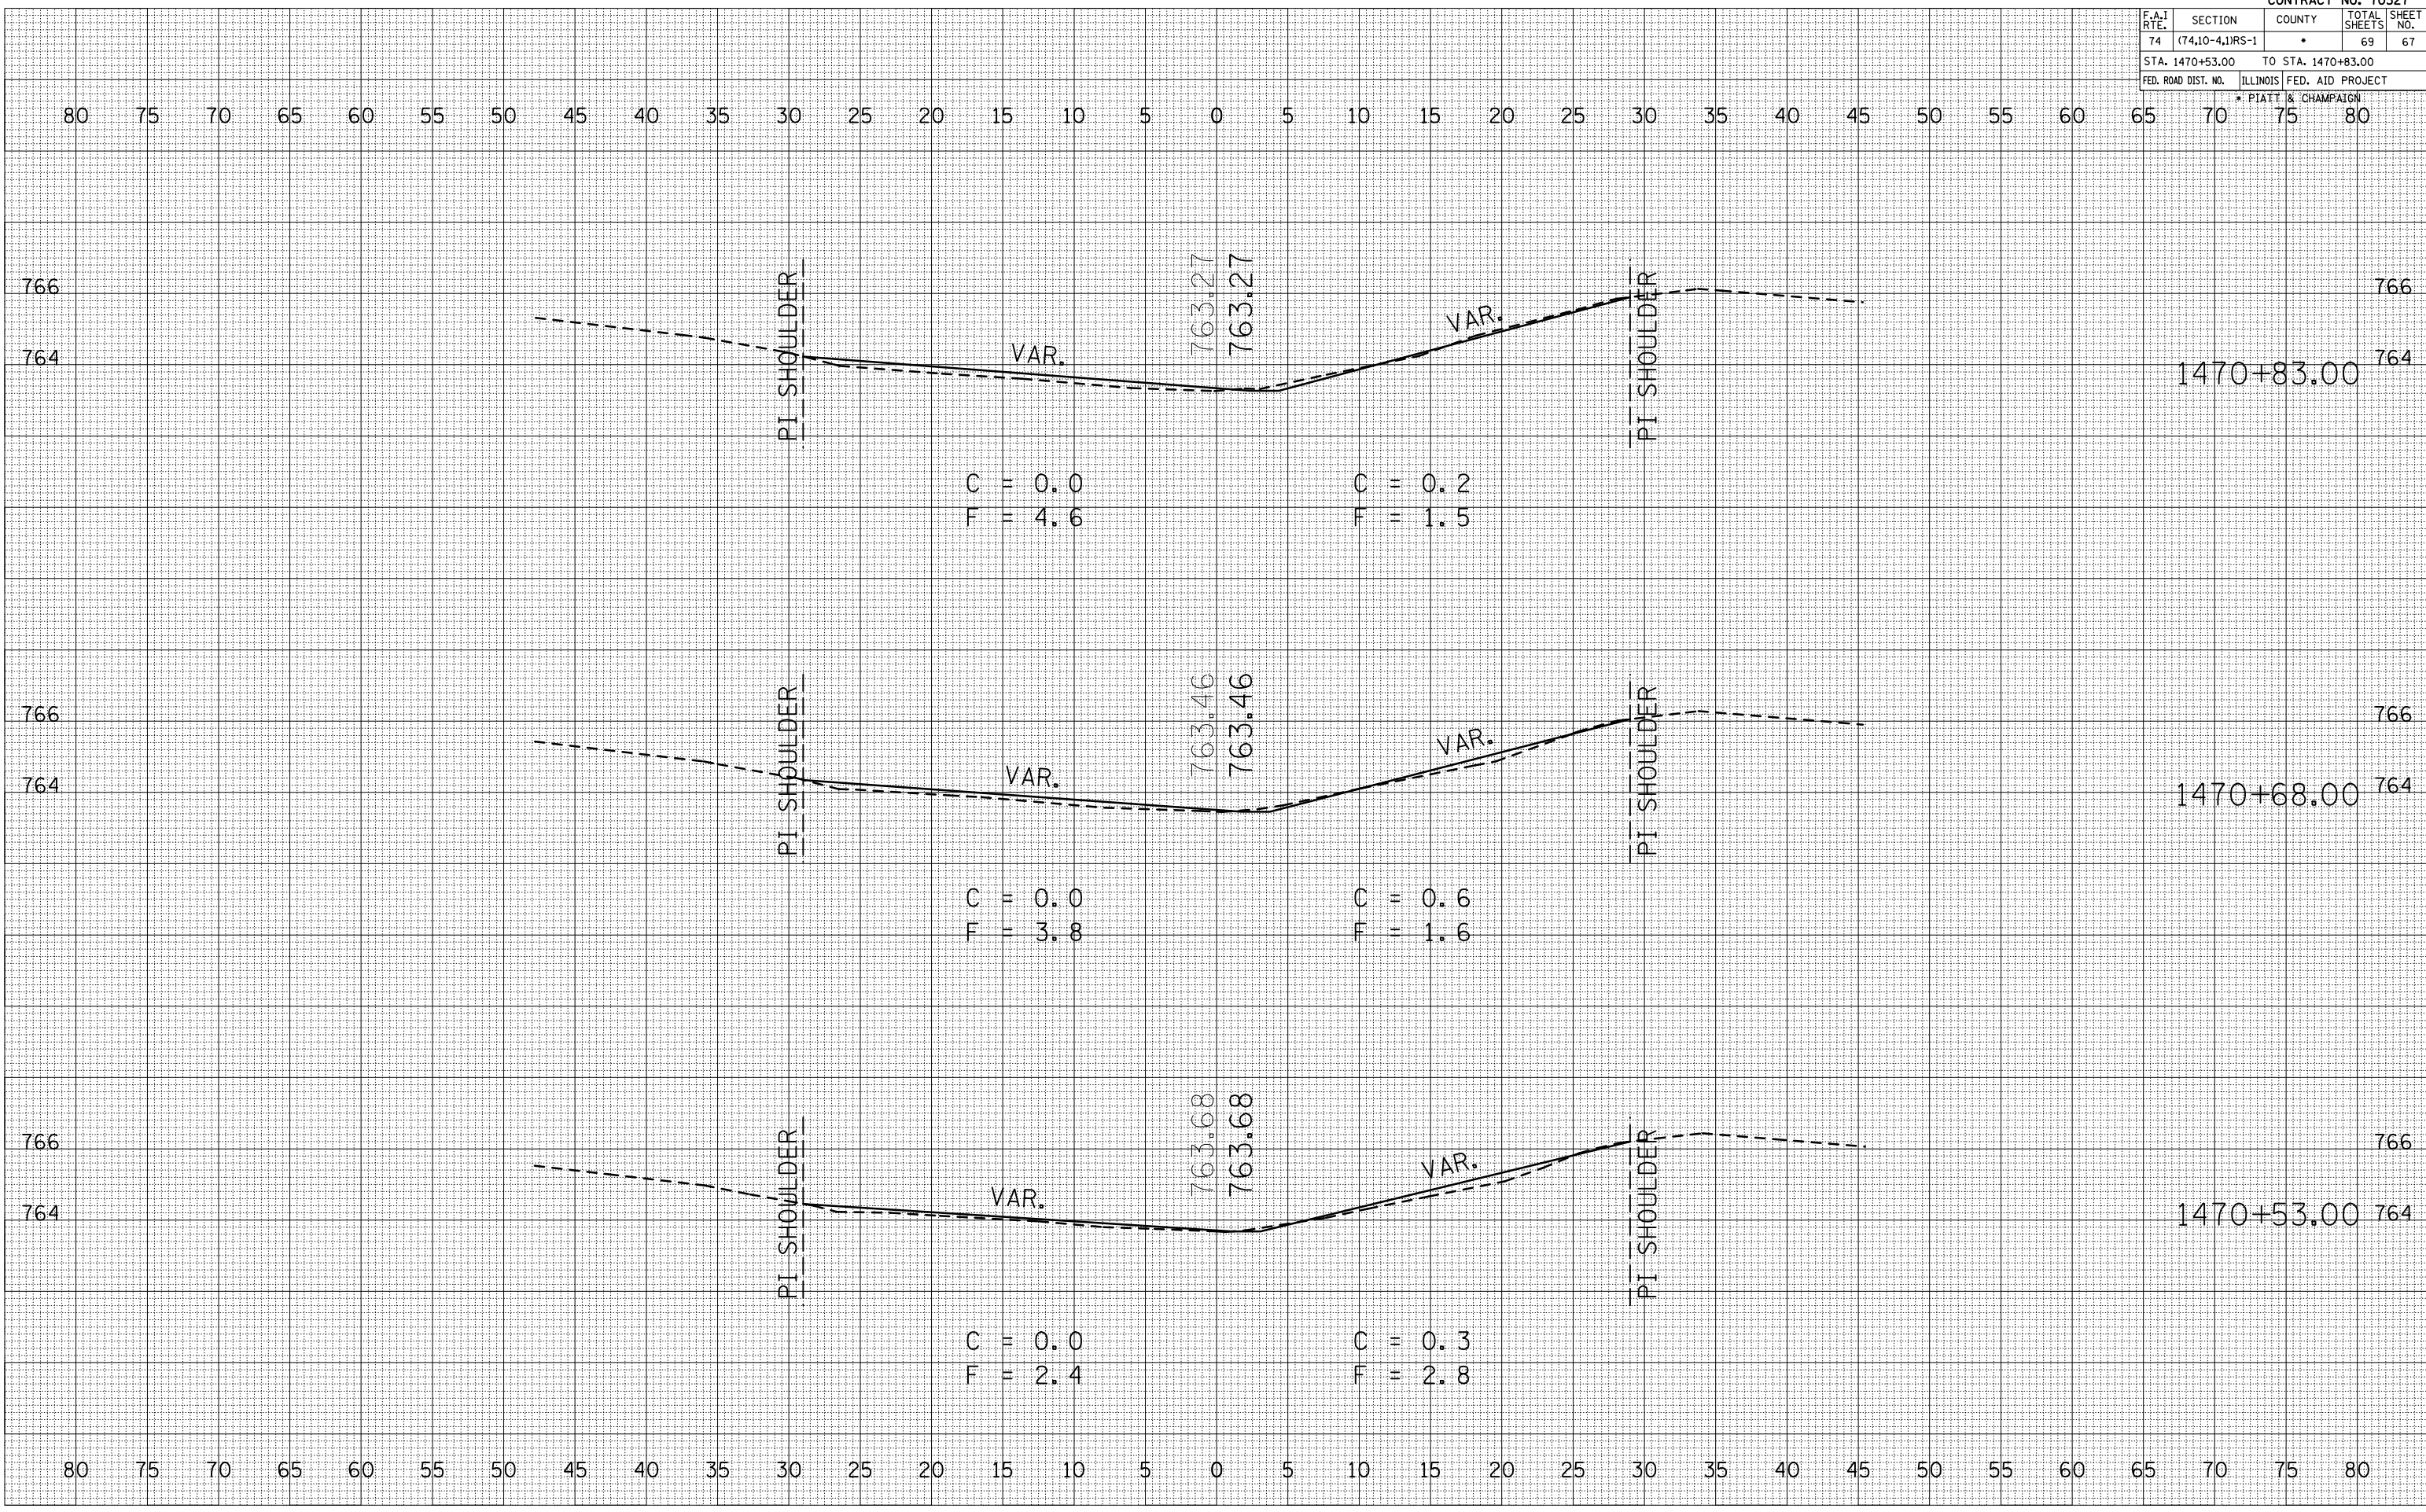 F.A.I RTE. SECTION COUNTY TOTAL SHEETS SHEET NO.
74 (74,10-4,1)RS-1 * 69 67
STA. 1470+53.00 TO STA. 1470+83.00
FED. ROAD DIST. NO. ILLINOIS FED. AID PROJECT
* PIATT & CHAMPAIGN
80 75 70 65 60 55 50 45 40 35 30 25 20 15 10 5 0 5 10 15 20 25 30 35 40 45 50 55 60 65 70 75 80
763.27
763.27
766 766
764 764
PI SHOULDER
VAR.
VAR.
PI SHOULDER
1470+83.00
C = 0.0 C = 0.2
F = 4.6 F = 1.5
763.46
763.46
766 766
764 764
PI SHOULDER
VAR.
VAR.
PI SHOULDER
1470+68.00
C = 0.0 C = 0.6
F = 3.8 F = 1.6
763.68
763.68
766 766
764 764
PI SHOULDER
VAR.
VAR.
PI SHOULDER
1470+53.00
C = 0.0 C = 0.3
F = 2.4 F = 2.8
80 75 70 65 60 55 50 45 40 35 30 25 20 15 10 5 0 5 10 15 20 25 30 35 40 45 50 55 60 65 70 75 80